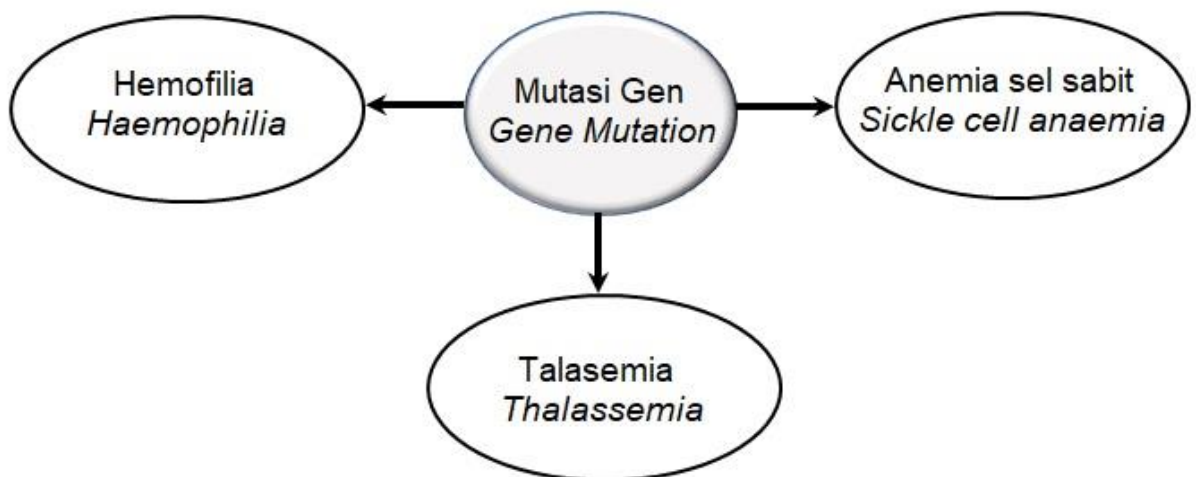 Hemofilia
Haemophilia
Mutasi Gen
Gene Mutation
Anemia sel sabit
Sickle cell anaemia
Talasemia
Thalassemia